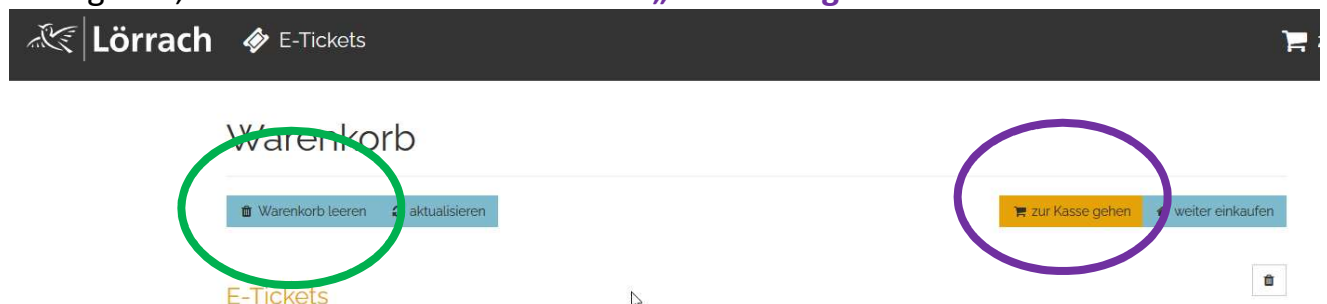 Lörrach E-Tickets
Warenkorb
Warenkorb leeren aktualisieren zur Kasse gehen weiter einkaufen
E-Tickets